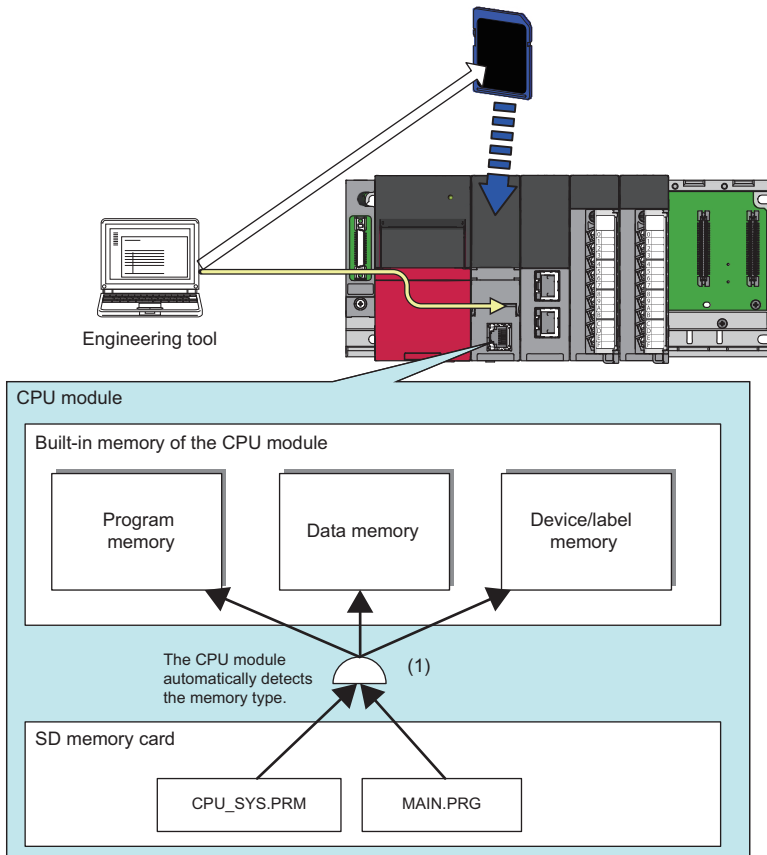 Engineering tool
CPU module
Built-in memory of the CPU module
Program
memory
Data memory
Device/label
memory
The CPU module
automatically detects
the memory type.
(1)
SD memory card
CPU_SYS.PRM
MAIN.PRG